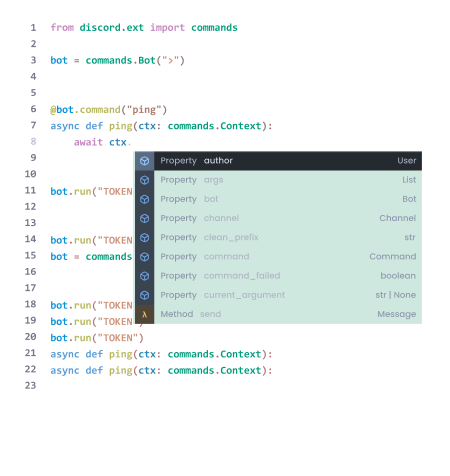 1 from discord.ext import commands
2
3 bot = commands.Bot(">")
4
5
6 @bot.command("ping")
7 async def ping(ctx: commands.Context):
8 await ctx.
Property author User
9
Property args List
10
Property bot Bot
11 bot.run("TOKEN
Property channel Channel
12
13
Property clean_prefix str
14 bot.run("TOKEN
15 bot = commands
Property command Command
16
Property command_failed boolean
17
Property current_argument str | None
18 bot.run("TOKEN
Method send Message
19 bot.run("TOKEN")
20 bot.run("TOKEN")
21 async def ping(ctx: commands.Context):
22 async def ping(ctx: commands.Context):
23